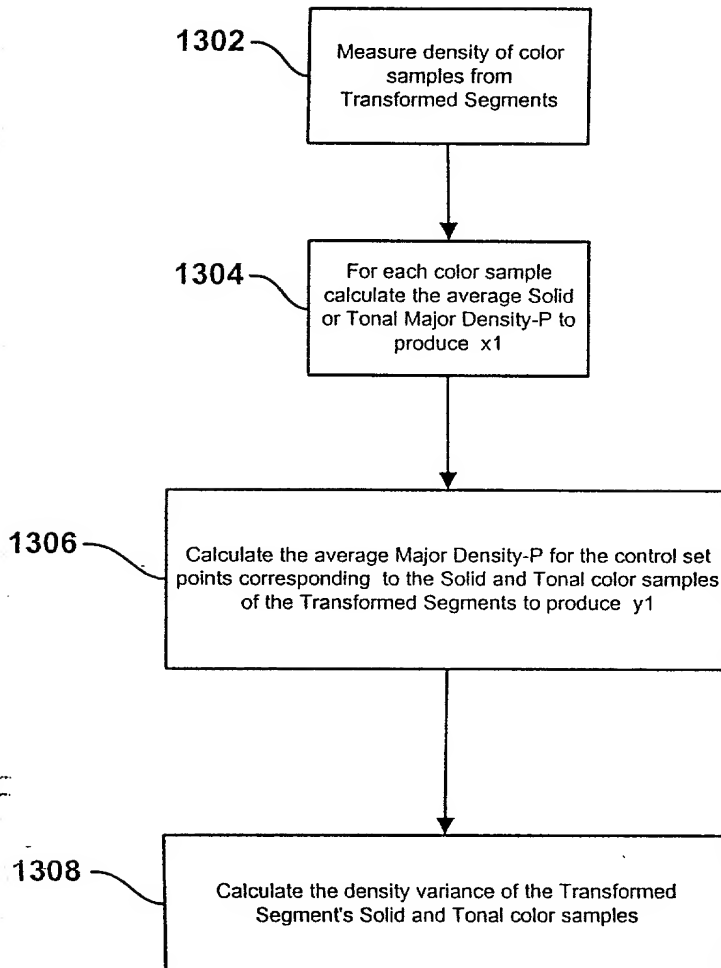 1302
Measure density of color
samples from
Transformed Segments
1304
For each color sample
calculate the average Solid
or Tonal Major Density-P to
produce x1
1306
Calculate the average Major Density-P for the control set
points corresponding to the Solid and Tonal color samples
of the Transformed Segments to produce y1
1308
Calculate the density variance of the Transformed
Segment's Solid and Tonal color samples